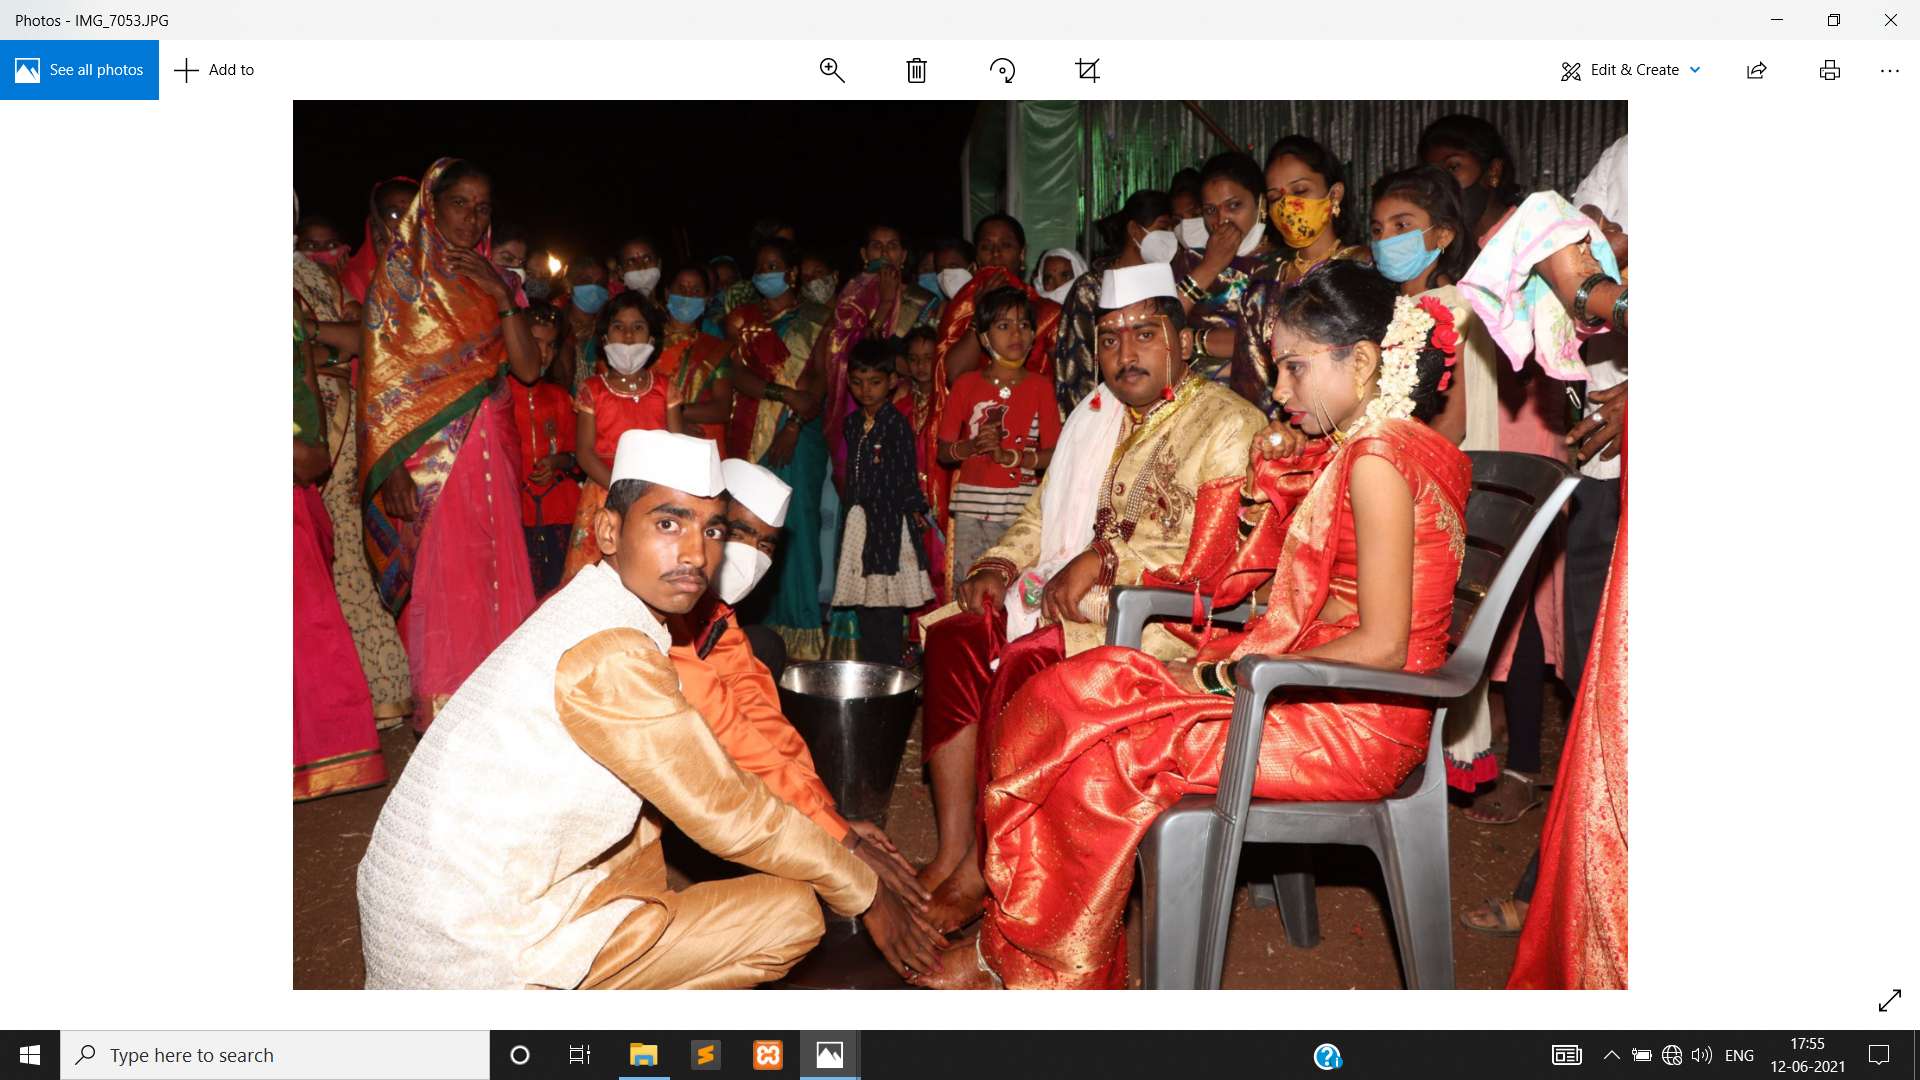 Photos - IMG_7053.JPG
See all photos
Add to
Edit & Create
Type here to search
ENG
17:55
12-06-2021